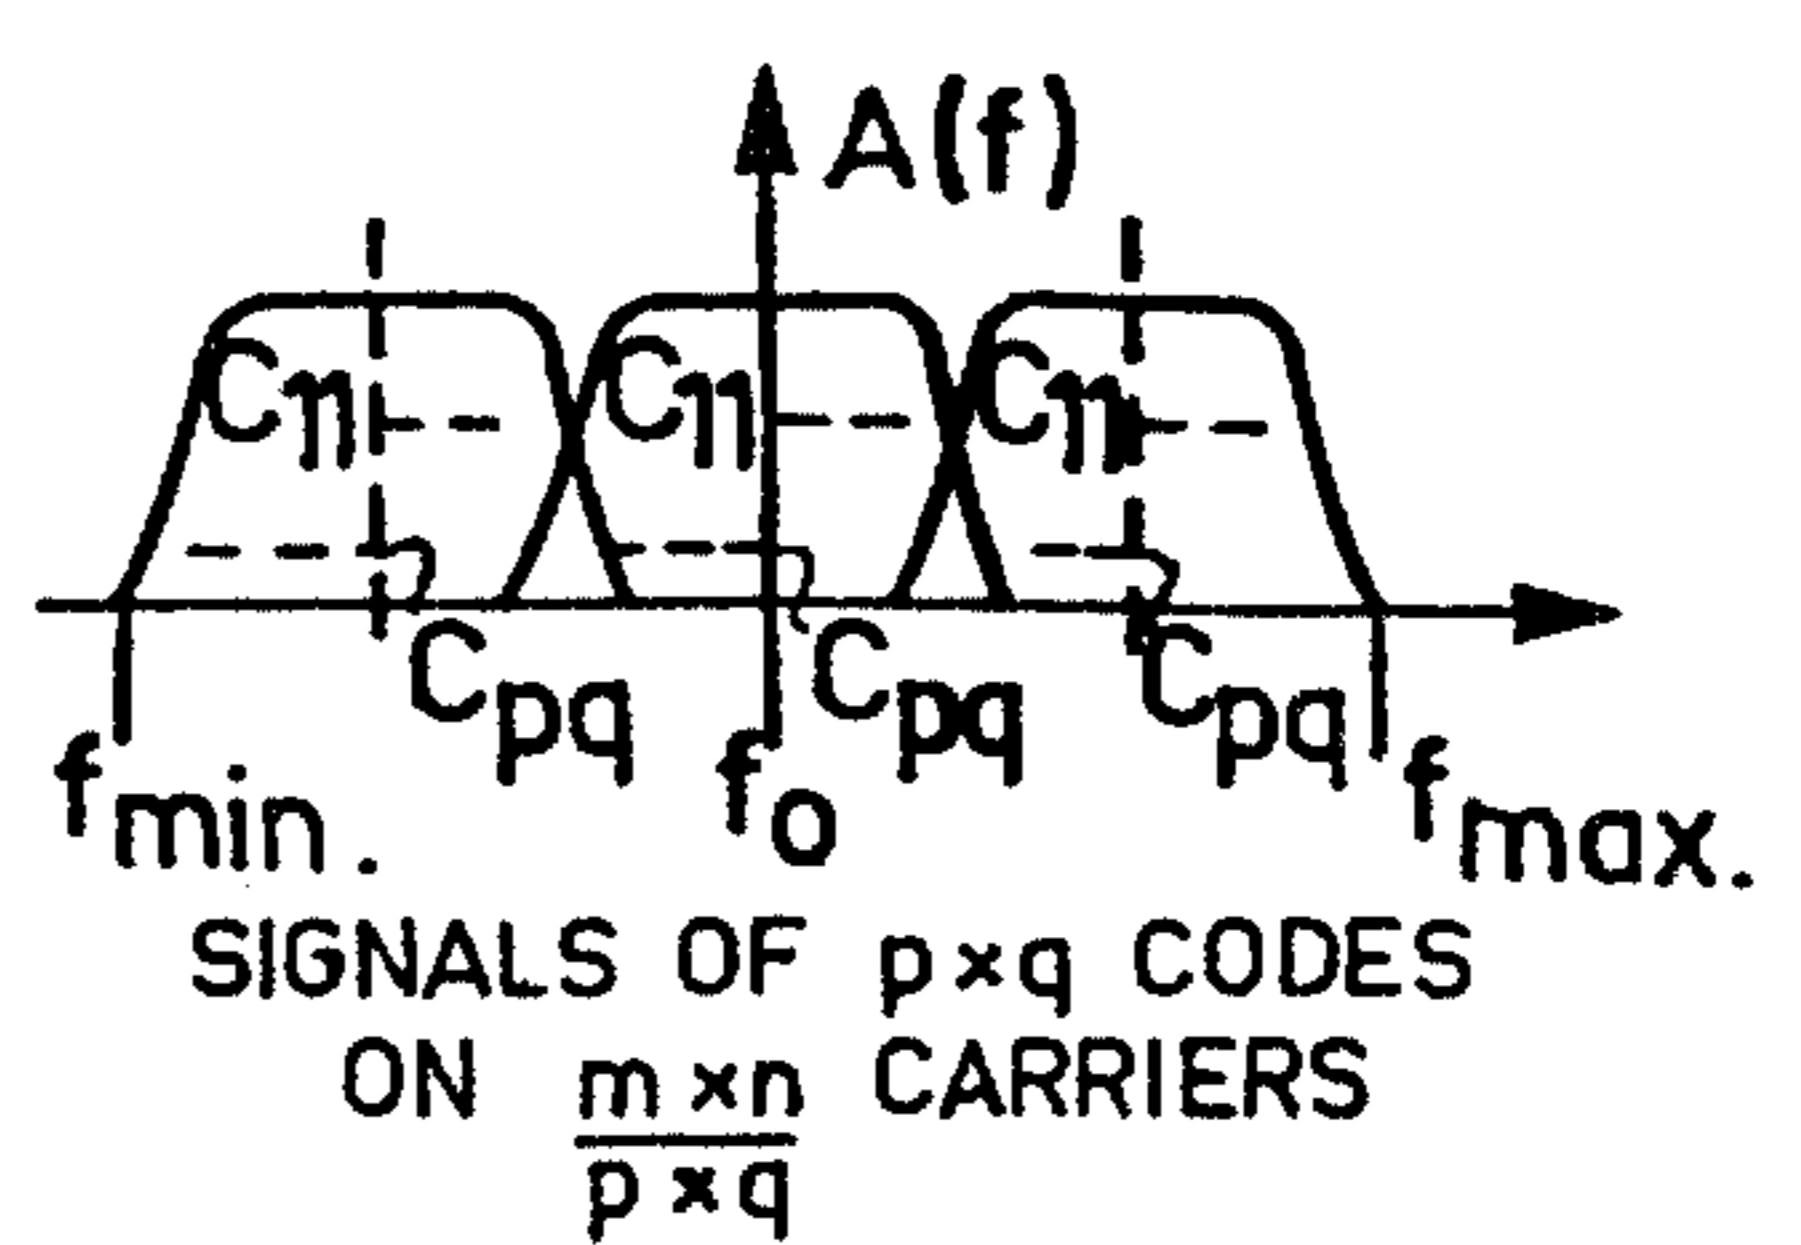 A(f)
C11 C11 C11
Cpq Cpq Cpq
fmin. fo fmax.
SIGNALS OF p×q CODES
ON m×n CARRIERS
p×q